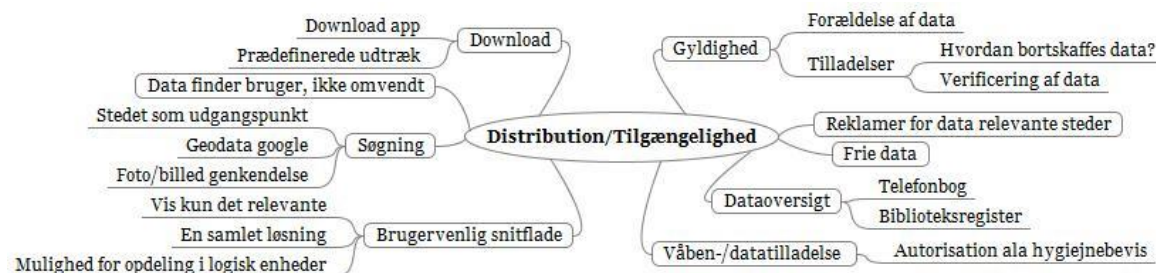 Distribution/Tilgængelighed
Download
Download app
Prædefinerede udtræk
Data finder bruger, ikke omvendt
Søgning
Stedet som udgangspunkt
Geodata google
Foto/billed genkendelse
Brugervenlig snitflade
Vis kun det relevante
En samlet løsning
Mulighed for opdeling i logisk enheder
Gyldighed
Forældelse af data
Tilladelser
Hvordan bortskaffes data?
Verificering af data
Reklamer for data relevante steder
Frie data
Dataoversigt
Telefonbog
Biblioteksregister
Våben-/datatilladelse
Autorisation ala hygiejnebevis